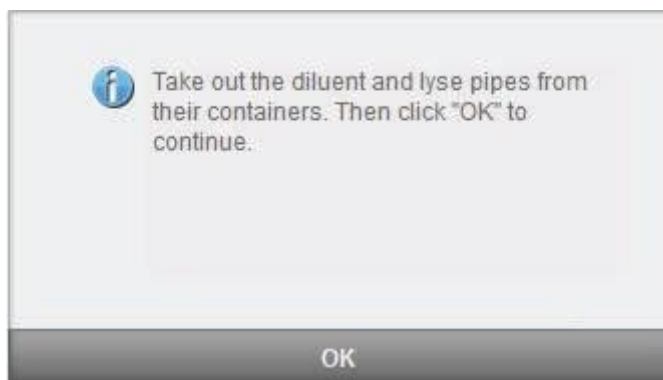 Take out the diluent and lyse pipes from
their containers. Then click "OK" to
continue.
OK